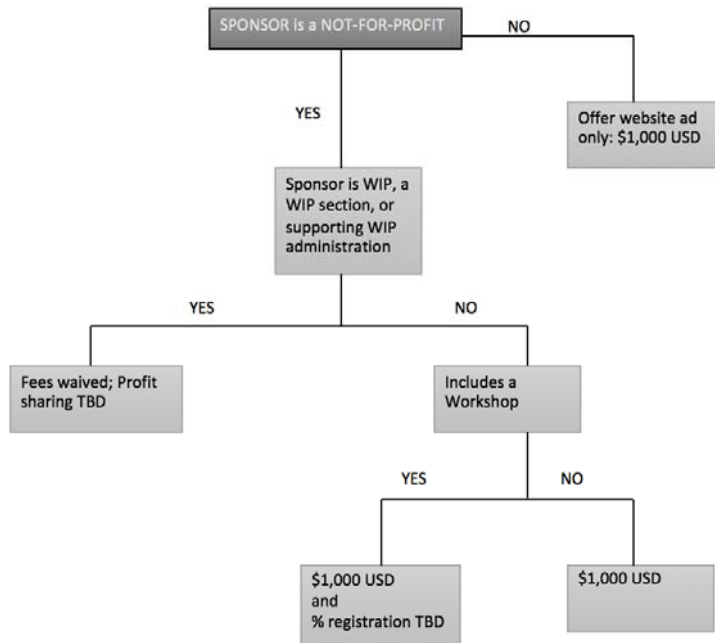 SPONSOR is a NOT-FOR-PROFIT
NO
YES
Offer website ad
only: $1,000 USD
Sponsor is WIP, a
WIP section, or
supporting WIP
administration
YES
NO
Fees waived; Profit
sharing TBD
Includes a
Workshop
YES
NO
$1,000 USD
and
% registration TBD
$1,000 USD